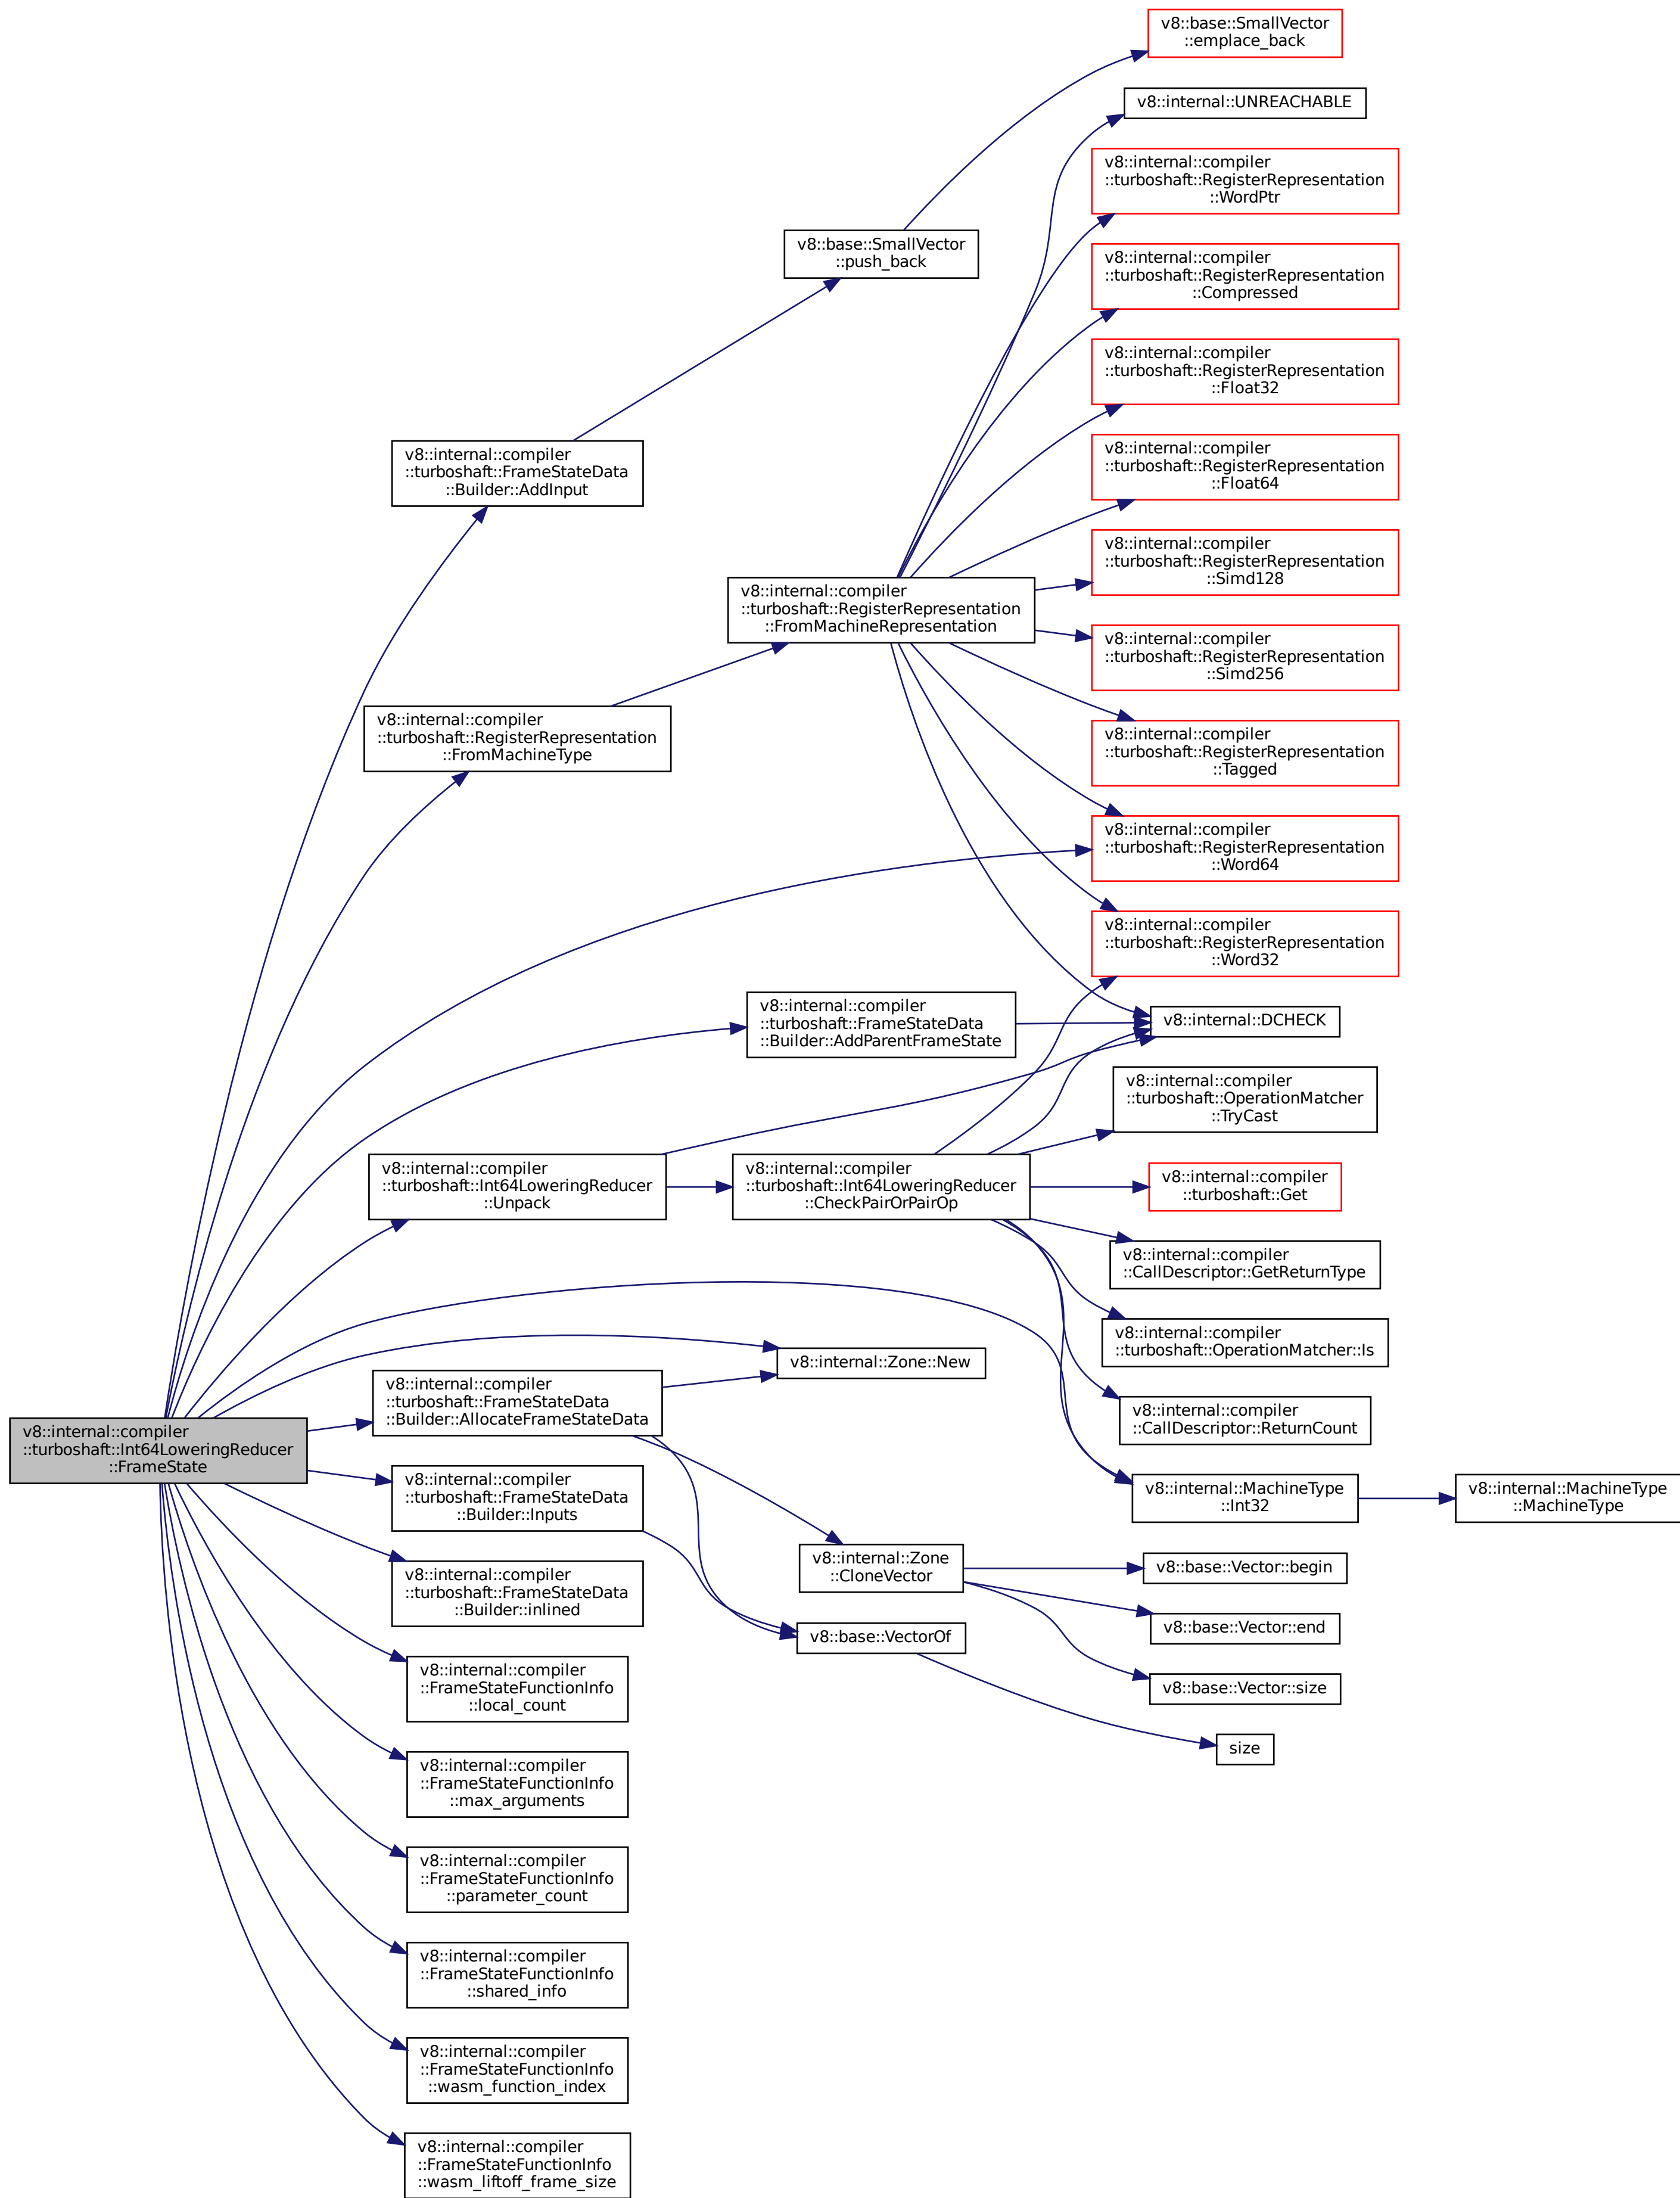 v8::base::SmallVector
::emplace_back
v8::internal::UNREACHABLE
v8::internal::compiler
::turboshaft::RegisterRepresentation
::WordPtr
v8::base::SmallVector
::push_back
v8::internal::compiler
::turboshaft::RegisterRepresentation
::Compressed
v8::internal::compiler
::turboshaft::RegisterRepresentation
::Float32
v8::internal::compiler
::turboshaft::FrameStateData
::Builder::AddInput
v8::internal::compiler
::turboshaft::RegisterRepresentation
::Float64
v8::internal::compiler
::turboshaft::RegisterRepresentation
::Simd128
v8::internal::compiler
::turboshaft::RegisterRepresentation
::FromMachineRepresentation
v8::internal::compiler
::turboshaft::RegisterRepresentation
::Simd256
v8::internal::compiler
::turboshaft::RegisterRepresentation
::FromMachineType
v8::internal::compiler
::turboshaft::RegisterRepresentation
::Tagged
v8::internal::compiler
::turboshaft::RegisterRepresentation
::Word64
v8::internal::compiler
::turboshaft::RegisterRepresentation
::Word32
v8::internal::compiler
::turboshaft::FrameStateData
::Builder::AddParentFrameState
v8::internal::DCHECK
v8::internal::compiler
::turboshaft::OperationMatcher
::TryCast
v8::internal::compiler
::turboshaft::Int64LoweringReducer
::Unpack
v8::internal::compiler
::turboshaft::Int64LoweringReducer
::CheckPairOrPairOp
v8::internal::compiler
::turboshaft::Get
v8::internal::compiler
::CallDescriptor::GetReturnType
v8::internal::compiler
::turboshaft::OperationMatcher::Is
v8::internal::Zone::New
v8::internal::compiler
::turboshaft::FrameStateData
::Builder::AllocateFrameStateData
v8::internal::compiler
::CallDescriptor::ReturnCount
v8::internal::compiler
::turboshaft::Int64LoweringReducer
::FrameState
v8::internal::compiler
::turboshaft::FrameStateData
::Builder::Inputs
v8::internal::MachineType
::Int32
v8::internal::MachineType
::MachineType
v8::internal::Zone
::CloneVector
v8::base::Vector::begin
v8::internal::compiler
::turboshaft::FrameStateData
::Builder::inlined
v8::base::Vector::end
v8::base::VectorOf
v8::internal::compiler
::FrameStateFunctionInfo
::local_count
v8::base::Vector::size
size
v8::internal::compiler
::FrameStateFunctionInfo
::max_arguments
v8::internal::compiler
::FrameStateFunctionInfo
::parameter_count
v8::internal::compiler
::FrameStateFunctionInfo
::shared_info
v8::internal::compiler
::FrameStateFunctionInfo
::wasm_function_index
v8::internal::compiler
::FrameStateFunctionInfo
::wasm_liftoff_frame_size